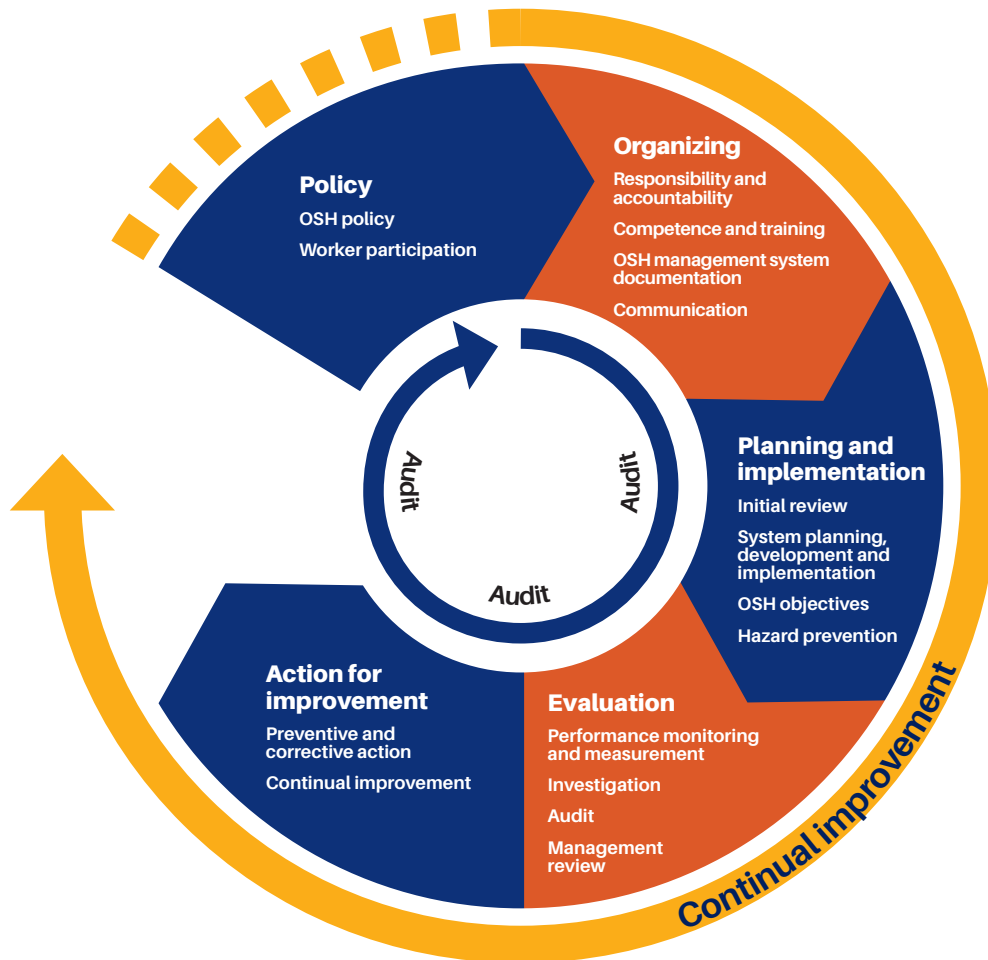 Policy
OSH policy
Worker participation
Organizing
Responsibility and
accountability
Competence and training
OSH management system
documentation
Communication
Planning and
implementation
Initial review
System planning,
development and
implementation
OSH objectives
Hazard prevention
Evaluation
Performance monitoring
and measurement
Investigation
Audit
Management
review
Action for
improvement
Preventive and
corrective action
Continual improvement
Audit
Audit
Audit
Continual improvement